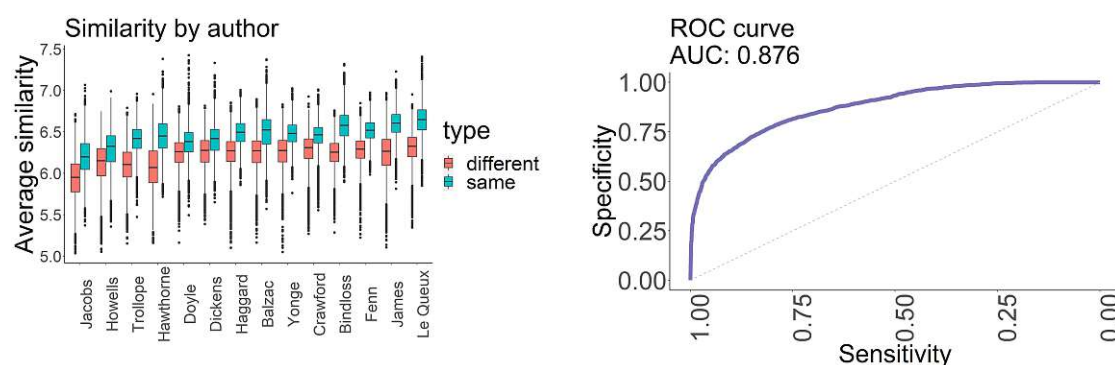 Similarity by author
Average similarity
7.5
7.0
6.5
6.0
5.5
5.0
Jacobs
Howells
Trollope
Hawthorne
Doyle
Dickens
Haggard
Balzac
Yonge
Crawford
Bindloss
Fenn
James
Le Queux
type
different
same
ROC curve
AUC: 0.876
Specificity
1.00
0.75
0.50
0.25
0.00
1.00
0.75
0.50
0.25
0.00
Sensitivity